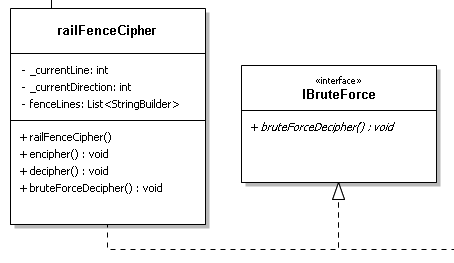 railFenceCipher
- _currentLine: int
- _currentDirection: int
- fenceLines: List<StringBuilder>
+ railFenceCipher()
+ encipher() : void
+ decipher() : void
+ bruteForceDecipher() : void
«interface»
IBruteForce
+ bruteForceDecipher() : void